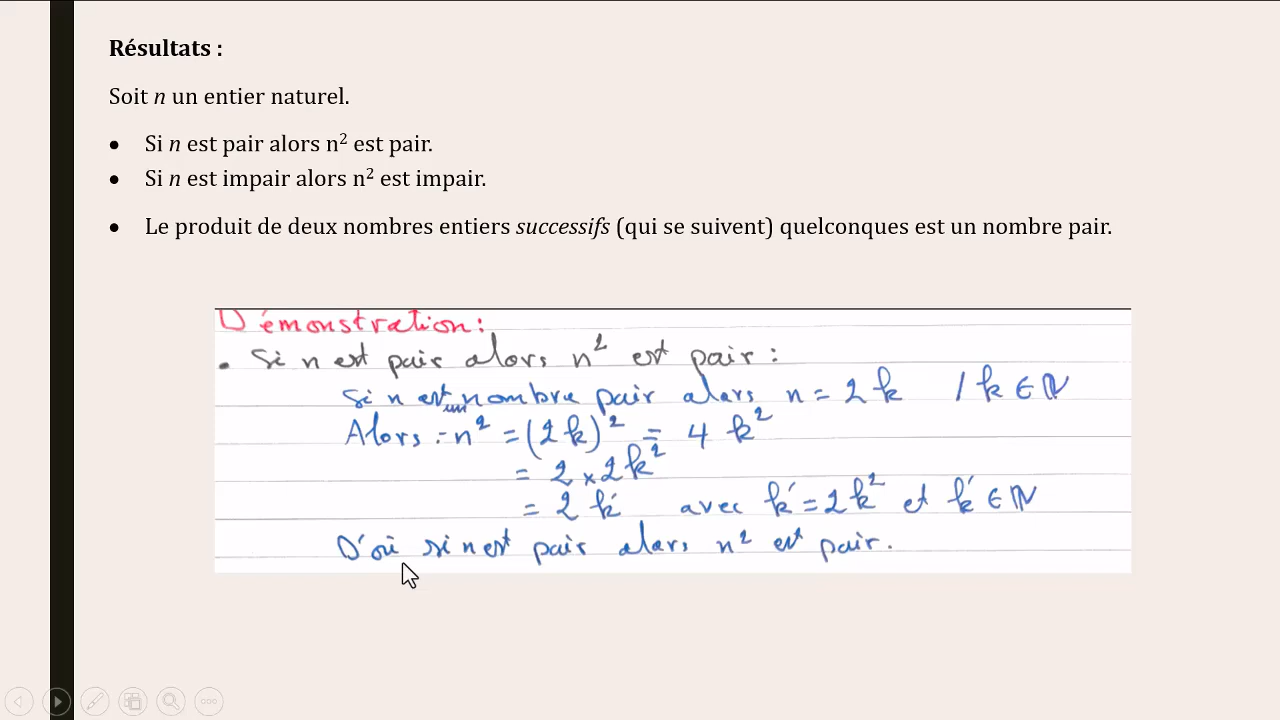 Résultats :
Soit n un entier naturel.
• Si n est pair alors n² est pair.
• Si n est impair alors n² est impair.
• Le produit de deux nombres entiers successifs (qui se suivent) quelconques est un nombre pair.
Démonstration:
• Si n est pair alors n² est pair :
Si n est un nombre pair alors n = 2k / k ∈ ℕ
Alors : n² = (2k)² = 4 k²
= 2 × 2k²
= 2 k' avec k' = 2k² et k' ∈ ℕ
D'où si n est pair alors n² est pair.